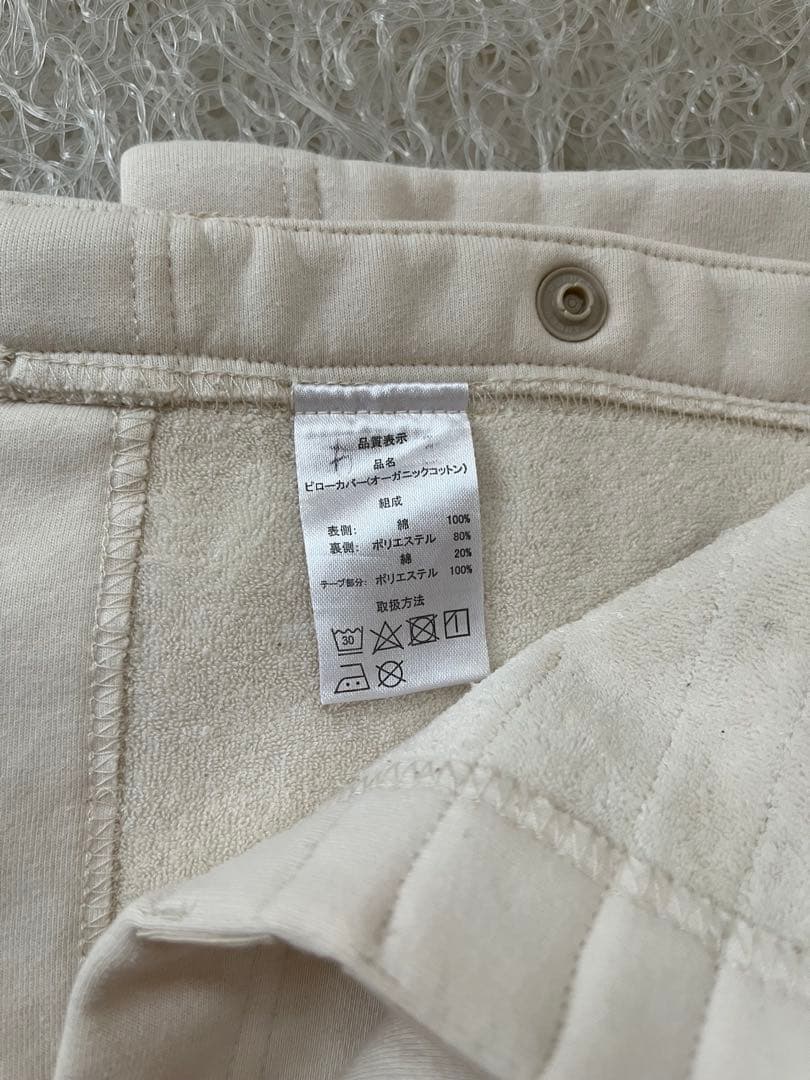 品質表示
品名
ピローカバー(オーガニックコットン)
組成
表側: 綿 100%
裏側: ポリエステル 80%
綿 20%
テープ部分: ポリエステル 100%
取扱方法
30